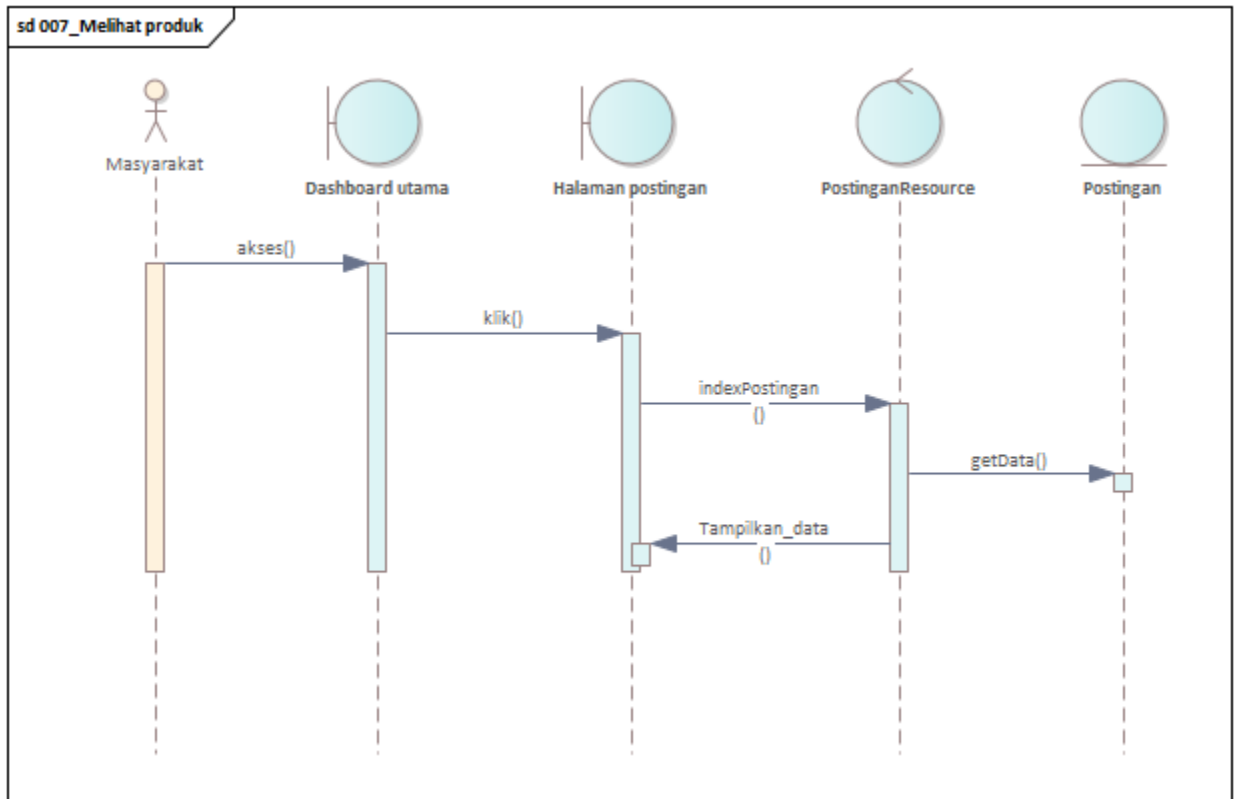 sd 007_Melihat produk
Masyarakat
Dashboard utama
Halaman postingan
PostinganResource
Postingan
akses()
klik()
indexPostingan
()
getData()
Tampilkan_data
()